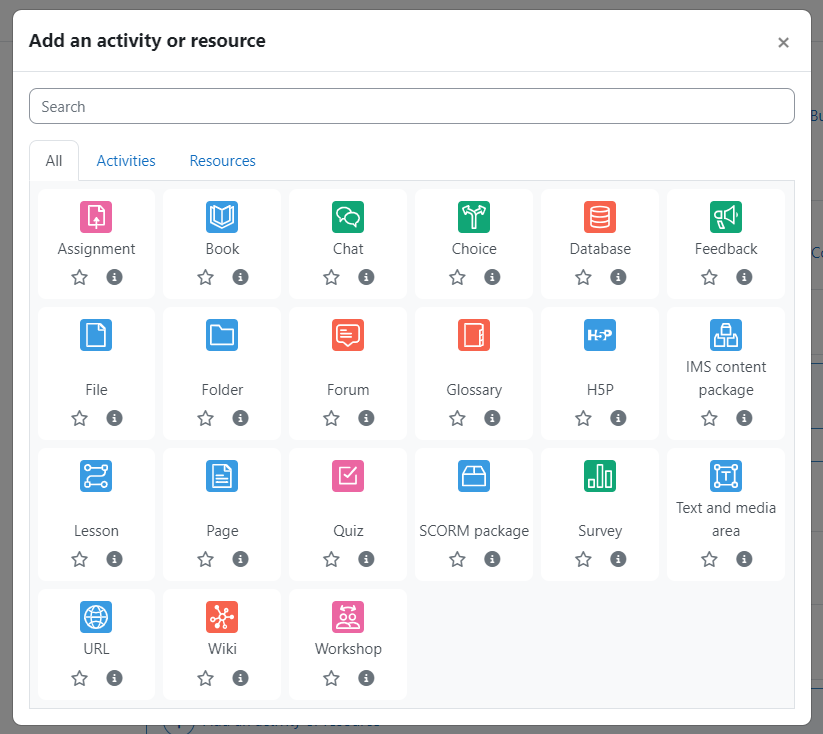 Add an activity or resource
×
Search
All Activities Resources
Assignment Book Chat Choice Database Feedback
File Folder Forum Glossary H5P IMS content package
Lesson Page Quiz SCORM package Survey Text and media area
URL Wiki Workshop